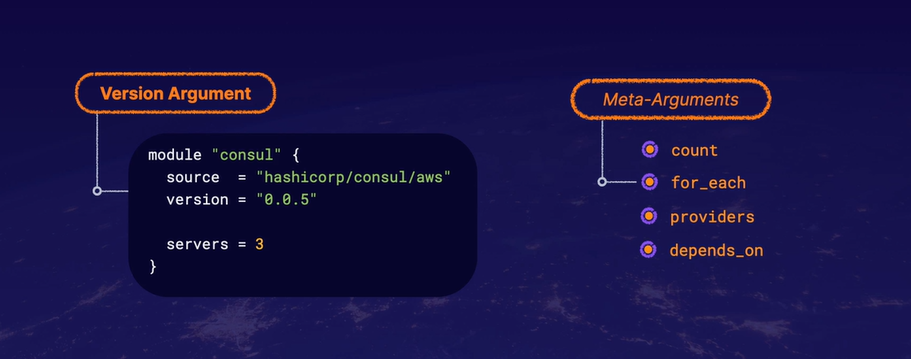 Version Argument
module "consul" {
  source  = "hashicorp/consul/aws"
  version = "0.0.5"

  servers = 3
}
Meta-Arguments
count
for_each
providers
depends_on